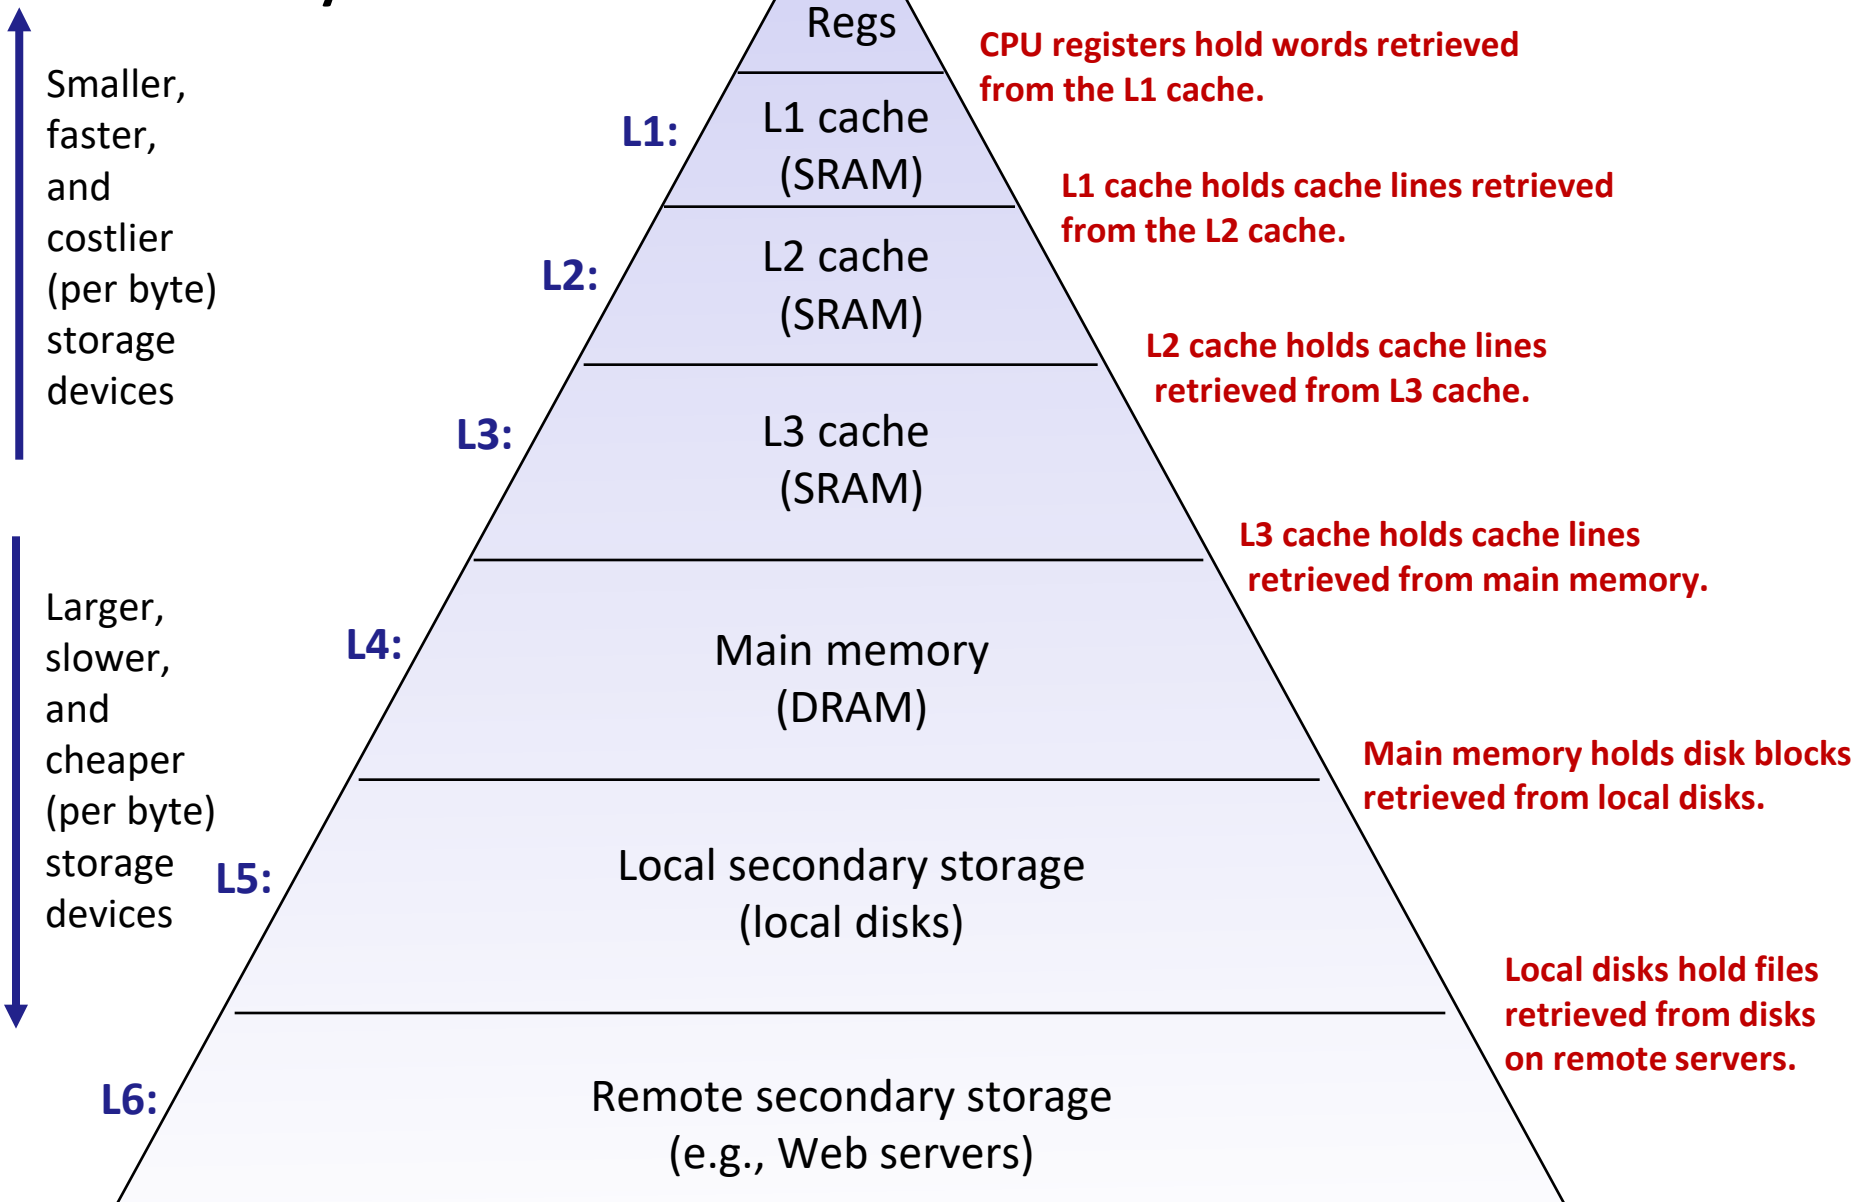 Regs
CPU registers hold words retrieved
from the L1 cache.
Smaller,
faster,
and
costlier
(per byte)
storage
devices
L1:
L1 cache
(SRAM)
L1 cache holds cache lines retrieved
from the L2 cache.
L2:
L2 cache
(SRAM)
L2 cache holds cache lines
retrieved from L3 cache.
L3:
L3 cache
(SRAM)
L3 cache holds cache lines
retrieved from main memory.
Larger,
slower,
and
cheaper
(per byte)
storage
devices
L4:
Main memory
(DRAM)
Main memory holds disk blocks
retrieved from local disks.
L5:
Local secondary storage
(local disks)
Local disks hold files
retrieved from disks
on remote servers.
L6:
Remote secondary storage
(e.g., Web servers)